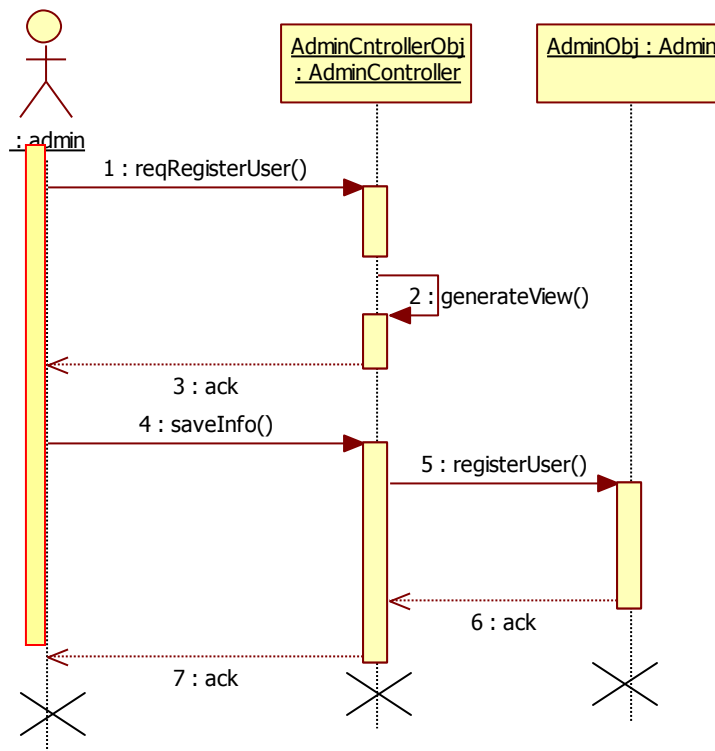 AdminCntrollerObj
: AdminController
AdminObj : Admin
: admin
1 : reqRegisterUser()
2 : generateView()
3 : ack
4 : saveInfo()
5 : registerUser()
6 : ack
7 : ack